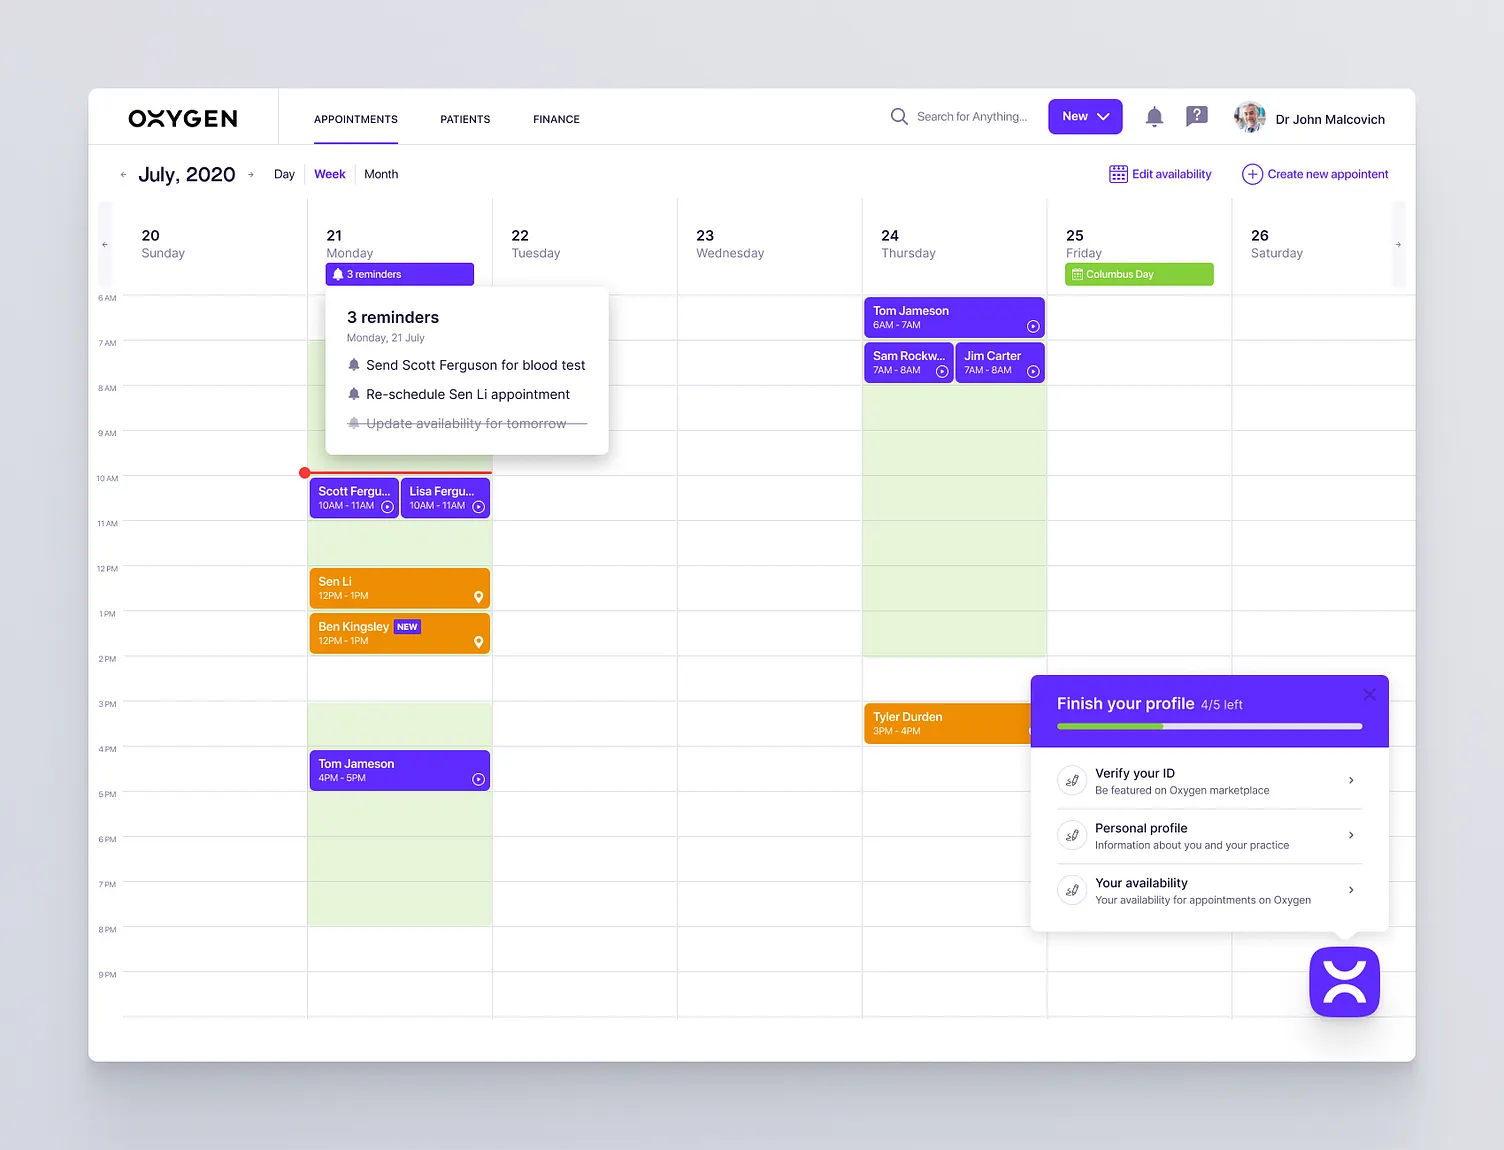 OXYGEN
APPOINTMENTS
PATIENTS
FINANCE
Search for Anything...
New
?
Dr John Malcovich
July, 2020
Day
Week
Month
Edit availability
Create new appointent
20
Sunday
21
Monday
3 reminders
22
Tuesday
23
Wednesday
24
Thursday
25
Friday
Columbus Day
26
Saturday
6 AM
7 AM
8 AM
9 AM
10 AM
11 AM
12 PM
1 PM
2 PM
3 PM
4 PM
5 PM
6 PM
7 PM
8 PM
9 PM
3 reminders
Monday, 21 July
Send Scott Ferguson for blood test
Re-schedule Sen Li appointment
Update availability for tomorrow
Scott Fergu...
10AM - 11AM
Lisa Fergu...
10AM - 11AM
Sen Li
12PM - 1PM
Ben Kingsley NEW
12PM - 1PM
Tom Jameson
4PM - 5PM
Tom Jameson
6AM - 7AM
Sam Rockw...
7AM - 8AM
Jim Carter
7AM - 8AM
Tyler Durden
3PM - 4PM
Finish your profile 4/5 left
Verify your ID
Be featured on Oxygen marketplace
Personal profile
Information about you and your practice
Your availability
Your availability for appointments on Oxygen